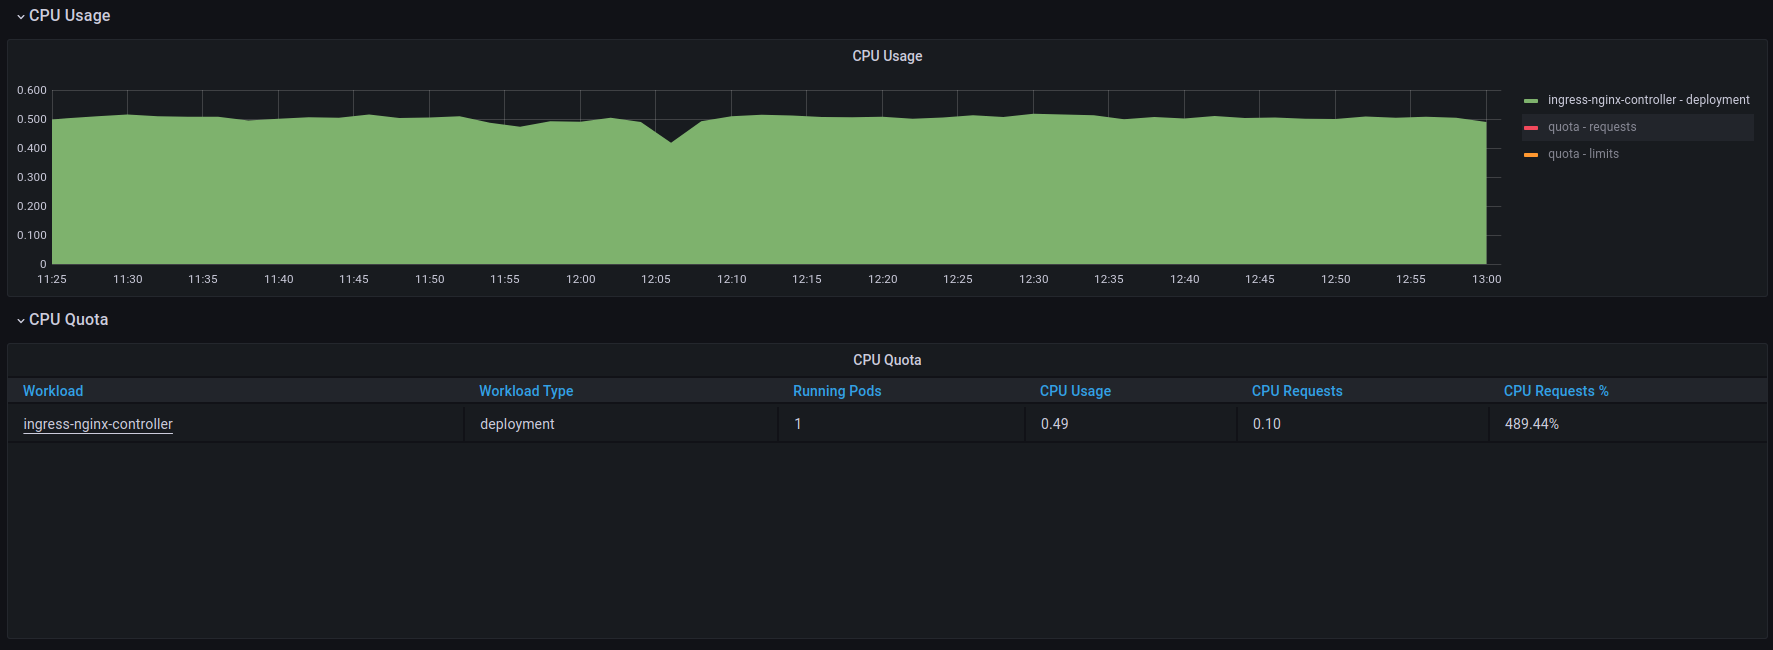 CPU Usage
CPU Usage
0.600
0.500
0.400
0.300
0.200
0.100
0
11:25 11:30 11:35 11:40 11:45 11:50 11:55 12:00 12:05 12:10 12:15 12:20 12:25 12:30 12:35 12:40 12:45 12:50 12:55 13:00
ingress-nginx-controller - deployment
quota - requests
quota - limits
CPU Quota
CPU Quota
Workload Workload Type Running Pods CPU Usage CPU Requests CPU Requests %
ingress-nginx-controller deployment 1 0.49 0.10 489.44%